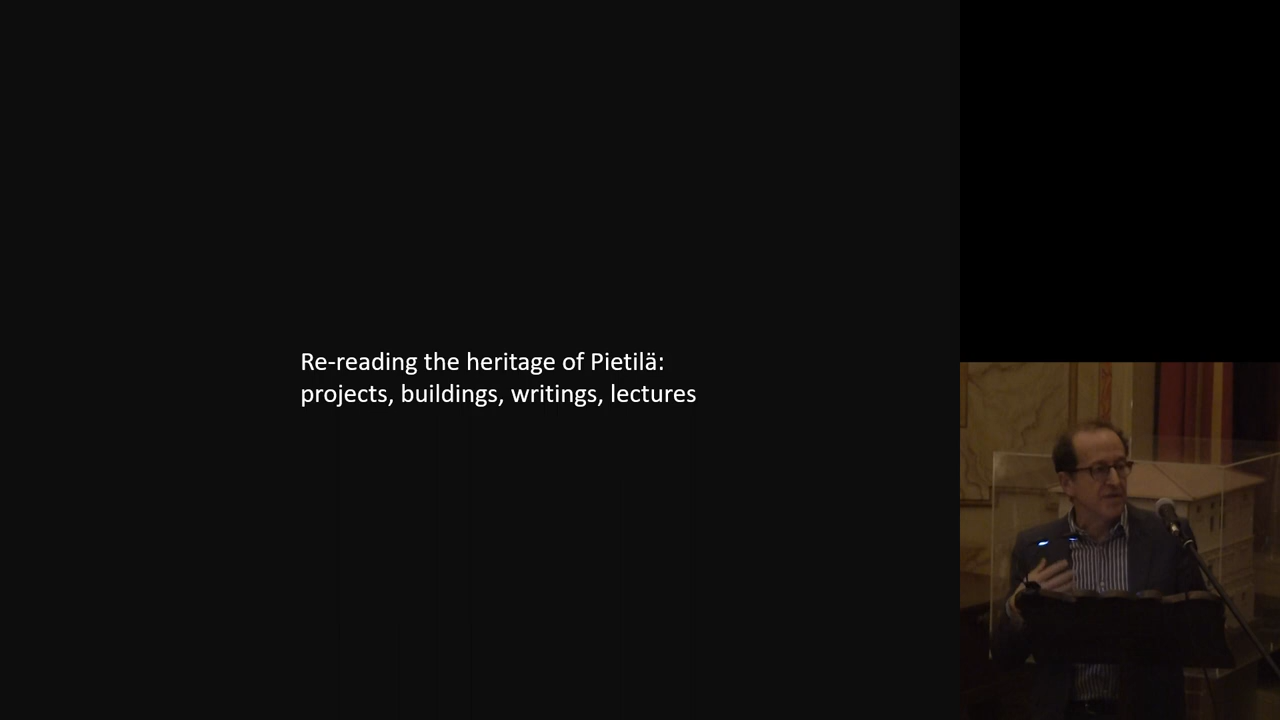 Re-reading the heritage of Pietilä:
projects, buildings, writings, lectures